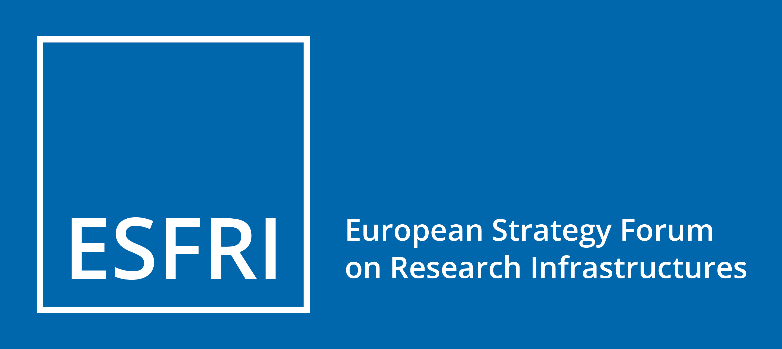 ESFRI
European Strategy Forum
on Research Infrastructures